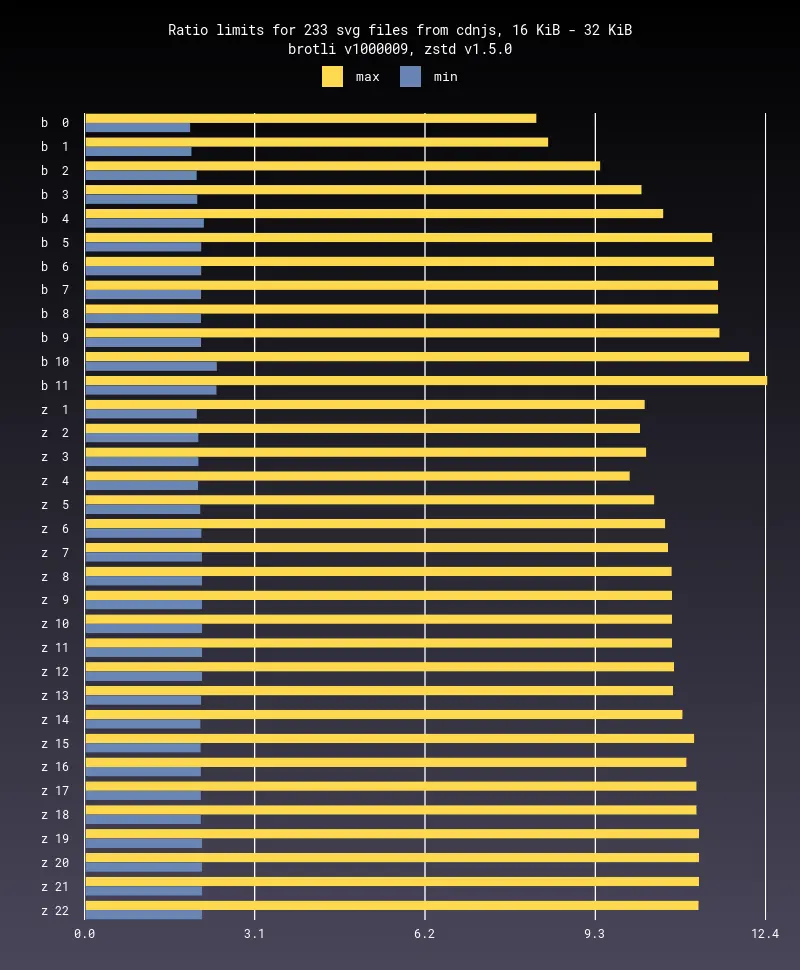 Ratio limits for 233 svg files from cdnjs, 16 KiB - 32 KiB
brotli v1000009, zstd v1.5.0
max min
b 0
b 1
b 2
b 3
b 4
b 5
b 6
b 7
b 8
b 9
b 10
b 11
z 1
z 2
z 3
z 4
z 5
z 6
z 7
z 8
z 9
z 10
z 11
z 12
z 13
z 14
z 15
z 16
z 17
z 18
z 19
z 20
z 21
z 22
0.0 3.1 6.2 9.3 12.4